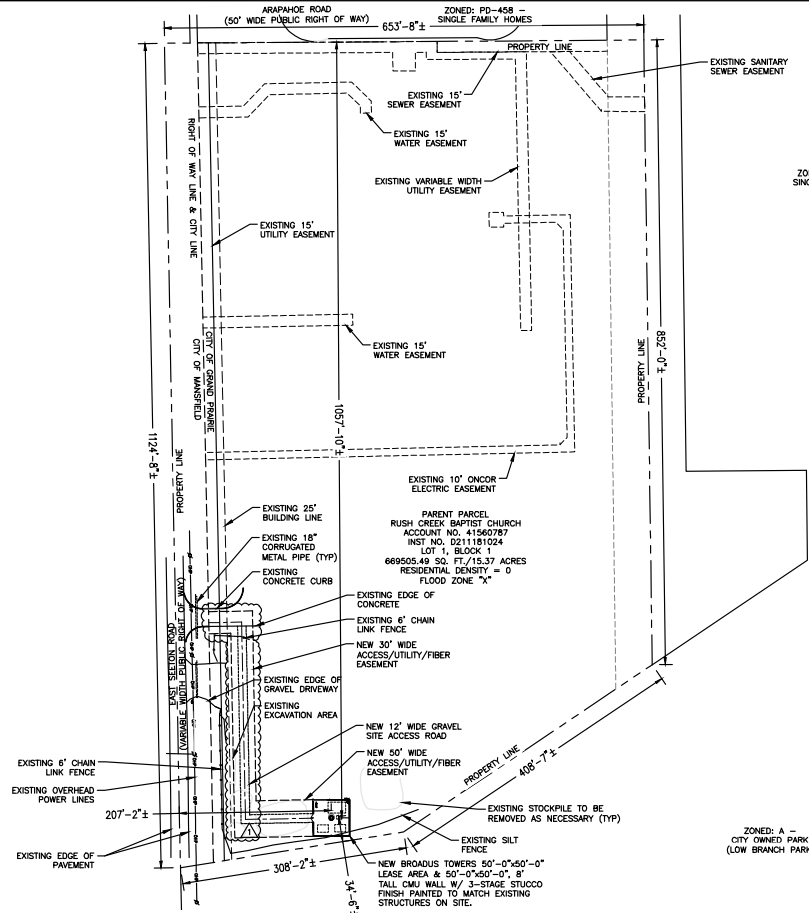 ARAPAHOE ROAD
(50' WIDE PUBLIC RIGHT OF WAY)
ZONED: PD-458 -
SINGLE FAMILY HOMES
653'-8"±
PROPERTY LINE
EXISTING SANITARY
SEWER EASEMENT
EXISTING 15'
SEWER EASEMENT
EXISTING 15'
WATER EASEMENT
RIGHT OF WAY LINE & CITY LINE
EXISTING VARIABLE WIDTH
UTILITY EASEMENT
ZO
SING
EXISTING 15'
UTILITY EASEMENT
EXISTING 15'
WATER EASEMENT
CITY OF GRAND PRAIRIE
CITY OF MANSFIELD
852'-0"±
PROPERTY LINE
1057'-10"±
1124'-8"±
PROPERTY LINE
EXISTING 10' ONCOR
ELECTRIC EASEMENT
EXISTING 25'
BUILDING LINE
PARENT PARCEL
RUSH CREEK BAPTIST CHURCH
ACCOUNT NO. 41560787
INST NO. D211181024
LOT 1, BLOCK 1
669505.49 SQ. FT./15.37 ACRES
RESIDENTIAL DENSITY = 0
FLOOD ZONE "X"
EXISTING 18"
CORRUGATED
METAL PIPE (TYP)
EXISTING
CONCRETE CURB
EXISTING EDGE OF
CONCRETE
EXISTING 6' CHAIN
LINK FENCE
NEW 30' WIDE
ACCESS/UTILITY/FIBER
EASEMENT
EAST SEETON ROAD
(VARIABLE WIDTH PUBLIC RIGHT OF WAY)
EXISTING EDGE OF
GRAVEL DRIVEWAY
EXISTING
EXCAVATION AREA
NEW 12' WIDE GRAVEL
SITE ACCESS ROAD
NEW 50' WIDE
ACCESS/UTILITY/FIBER
EASEMENT
EXISTING 6' CHAIN
LINK FENCE
EXISTING OVERHEAD
POWER LINES
207'-2"±
EXISTING EDGE OF
PAVEMENT
PROPERTY LINE
408'-7"±
EXISTING STOCKPILE TO BE
REMOVED AS NECESSARY (TYP)
EXISTING SILT
FENCE
1
308'-2"±
34'-6"±
NEW BROADUS TOWERS 50'-0"x50'-0"
LEASE AREA & 50'-0"x50'-0", 8'
TALL CMU WALL W/ 3-STAGE STUCCO
FINISH PAINTED TO MATCH EXISTING
STRUCTURES ON SITE.
ZONED: A -
CITY OWNED PARK
(LOW BRANCH PARK